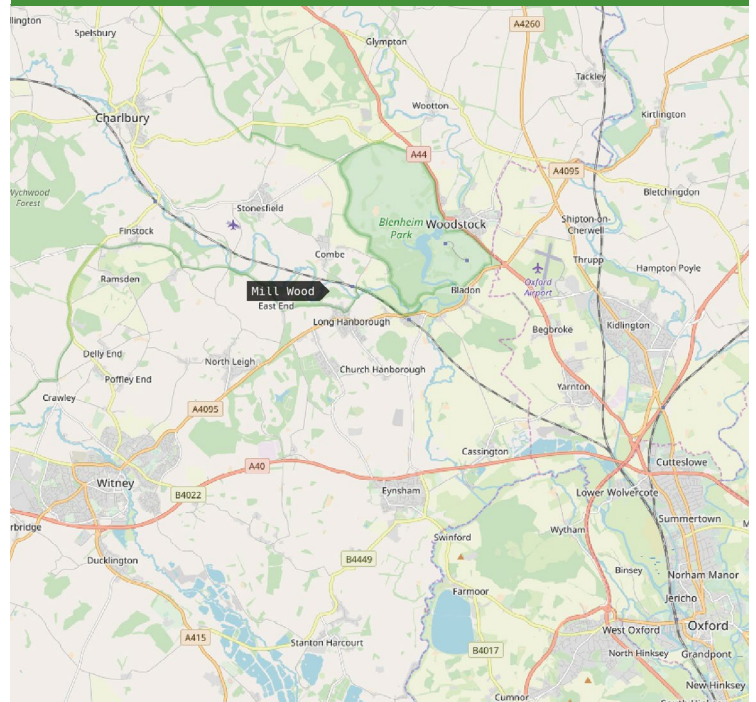 llington
Spelsbury
Glympton
A4260
Tackley
Charlbury
Wootton
Kirtlington
A44
A4095
Wychwood
Forest
Stonesfield
Bletchingdon
Blenheim
Park
Woodstock
Shipton-on-
Cherwell
Finstock
Combe
Thrupp
Hampton Poyle
Ramsden
Mill Wood
East End
Bladon
Oxford
Airport
Long Hanborough
Begbroke
Kidlington
Delly End
North Leigh
Church Hanborough
Poffley End
Yarnton
Crawley
A4095
Cassington
A40
Cutteslowe
Witney
B4022
Eynsham
Lower Wolvercote
Summertown
rbridge
Wytham
Swinford
Ducklington
B4449
Binsey
Norham Manor
Farmoor
Jericho
A415
Stanton Harcourt
West Oxford
Oxford
B4017
North Hinksey
Grandpont
New Hinksey
Cumnor